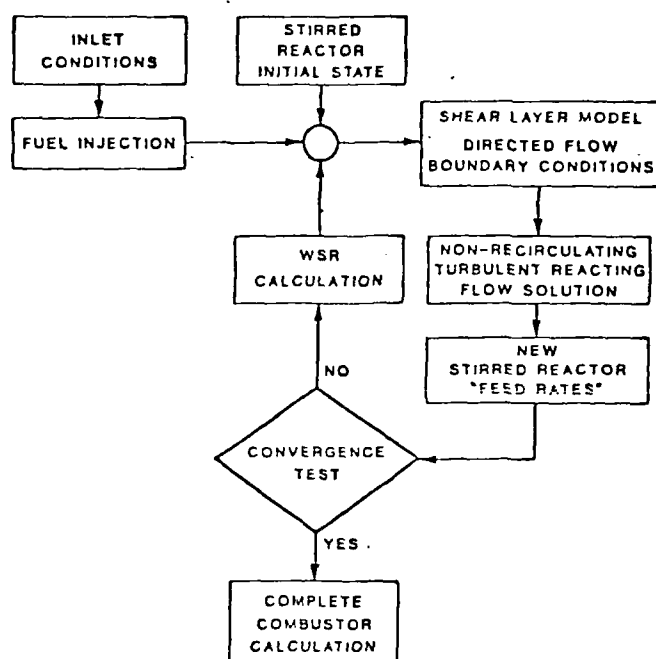 INLET
CONDITIONS
STIRRED
REACTOR
INITIAL STATE
FUEL INJECTION
SHEAR LAYER MODEL
DIRECTED FLOW
BOUNDARY CONDITIONS
WSR
CALCULATION
NON-RECIRCULATING
TURBULENT REACTING
FLOW SOLUTION
NEW
STIRRED REACTOR
"FEED RATES"
NO
CONVERGENCE
TEST
YES
COMPLETE
COMBUSTOR
CALCULATION